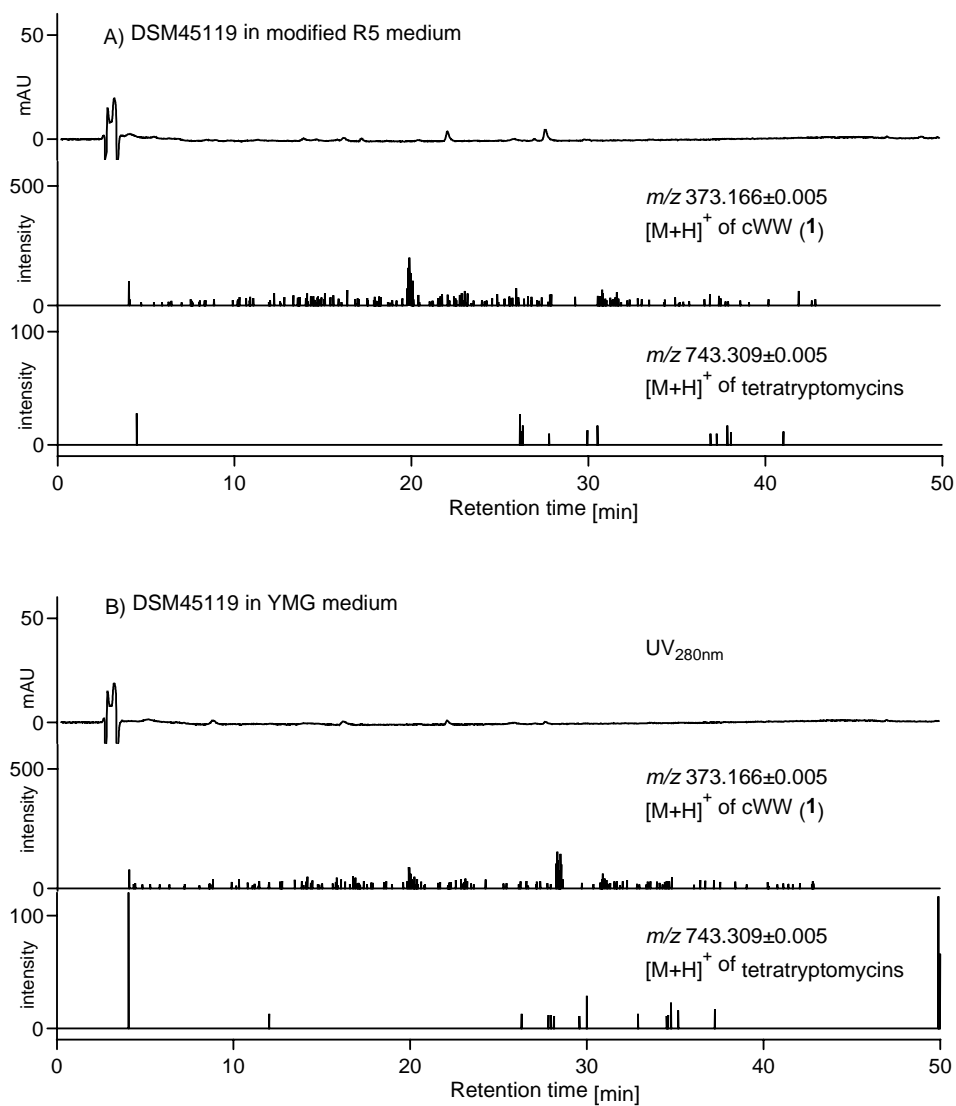 A) DSM45119 in modified R5 medium
50
mAU
0
500
m/z 373.166±0.005
[M+H]+ of cWW (1)
intensity
0
100
m/z 743.309±0.005
[M+H]+ of tetratryptomycins
intensity
0
0 10 20 30 40 50
Retention time [min]
B) DSM45119 in YMG medium
50
UV280nm
mAU
0
500
m/z 373.166±0.005
[M+H]+ of cWW (1)
intensity
0
100
m/z 743.309±0.005
[M+H]+ of tetratryptomycins
intensity
0
0 10 20 30 40 50
Retention time [min]